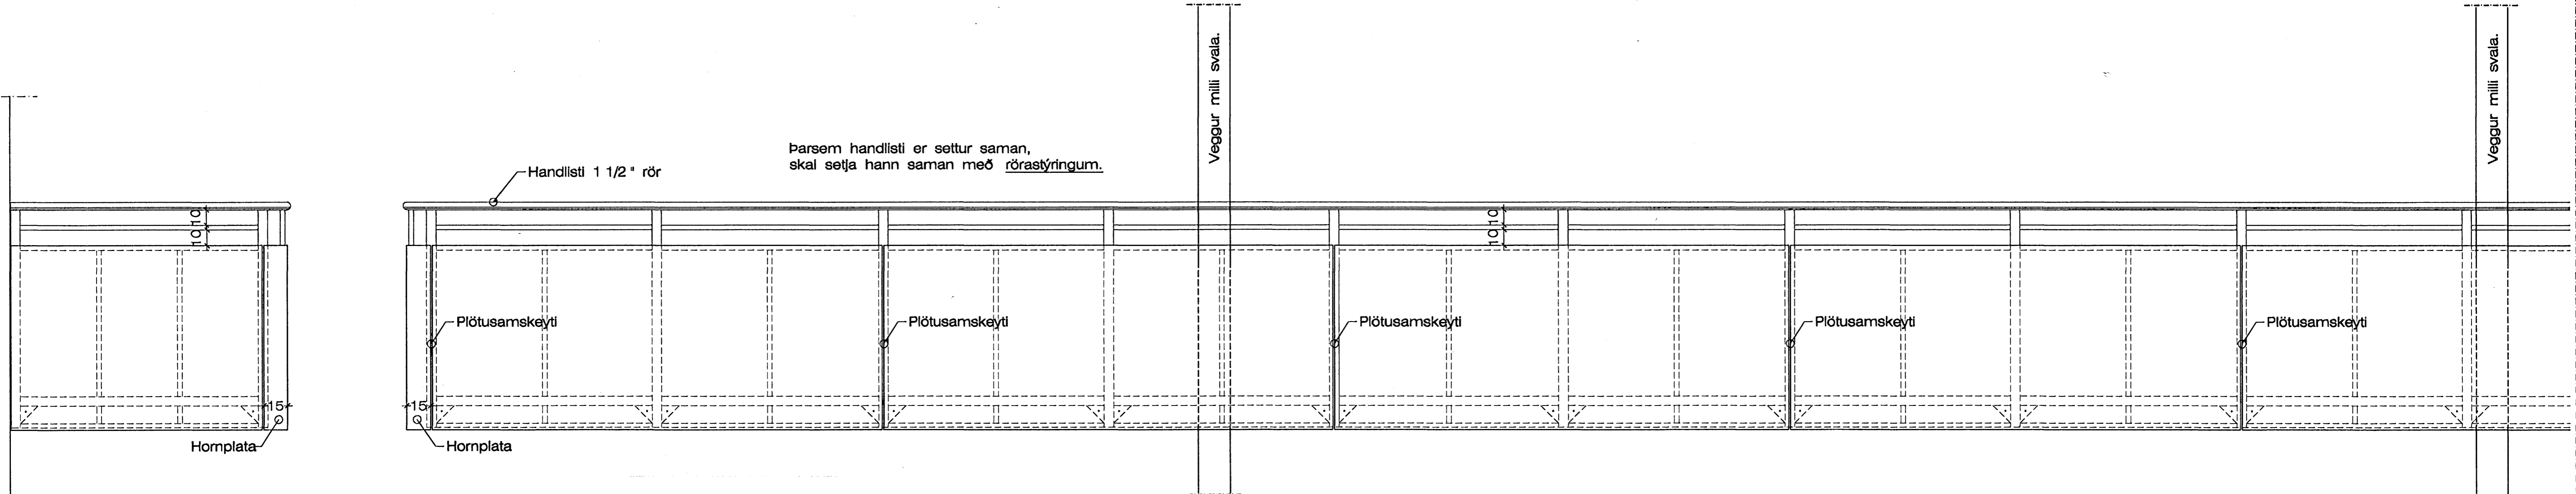 Veggur milli svala.
Veggur milli svala.
Þarsem handlisti er settur saman,
skal setja hann saman með rörastýringum.
Handlisti 1 1/2 " rör
10
10
10
10
Plötusamskeyti
Plötusamskeyti
Plötusamskeyti
Plötusamskeyti
Plötusamskeyti
15
15
Hornplata
Hornplata